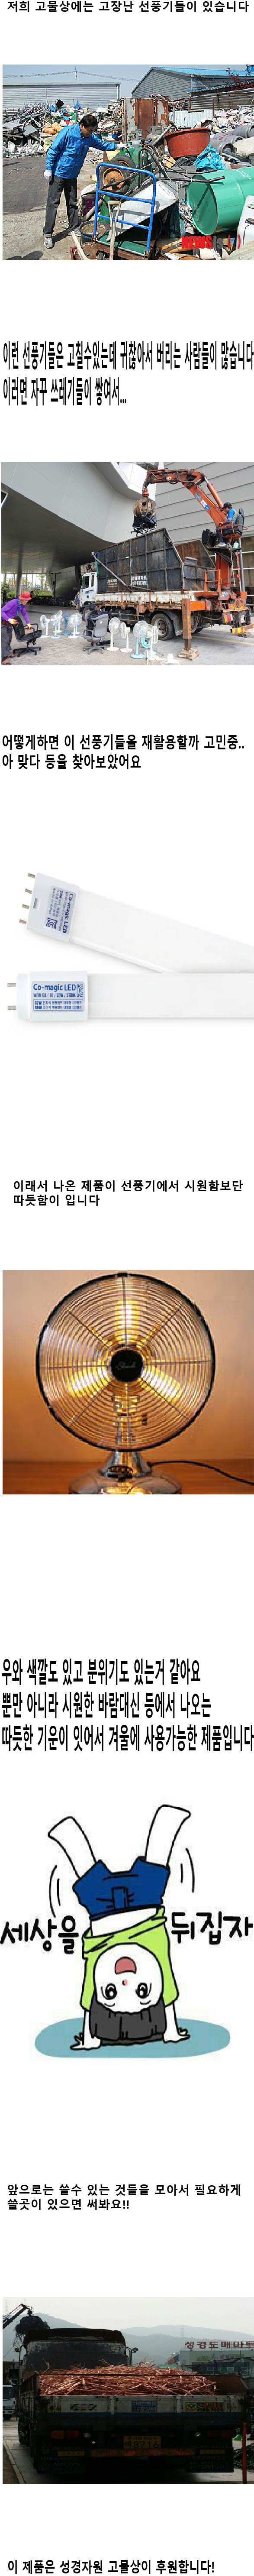 저희 고물상에는 고장난 선풍기들이 있습니다
NEWS
이런 선풍기들은 고칠수있는데 귀찮아서 버리는 사람들이 많습니다
이러면 자꾸 쓰레기들이 쌓여서...
어떻게하면 이 선풍기들을 재활용할까 고민중..
아 맞다 등을 찾아보았어요
Co-magic LED
Co-magic LED
이래서 나온 제품이 선풍기에서 시원함보단
따듯함이 입니다
우와 색깔도 있고 분위기도 있는거 같아요
뿐만 아니라 시원한 바람대신 등에서 나오는
따듯한 기운이 잇어서 겨울에 사용가능한 제품입니다
세상을 뒤집자
앞으로는 쓸수 있는 것들을 모아서 필요하게
쓸곳이 있으면 써봐요!!
성경도매마트
이 제품은 성경자원 고물상이 후원합니다!